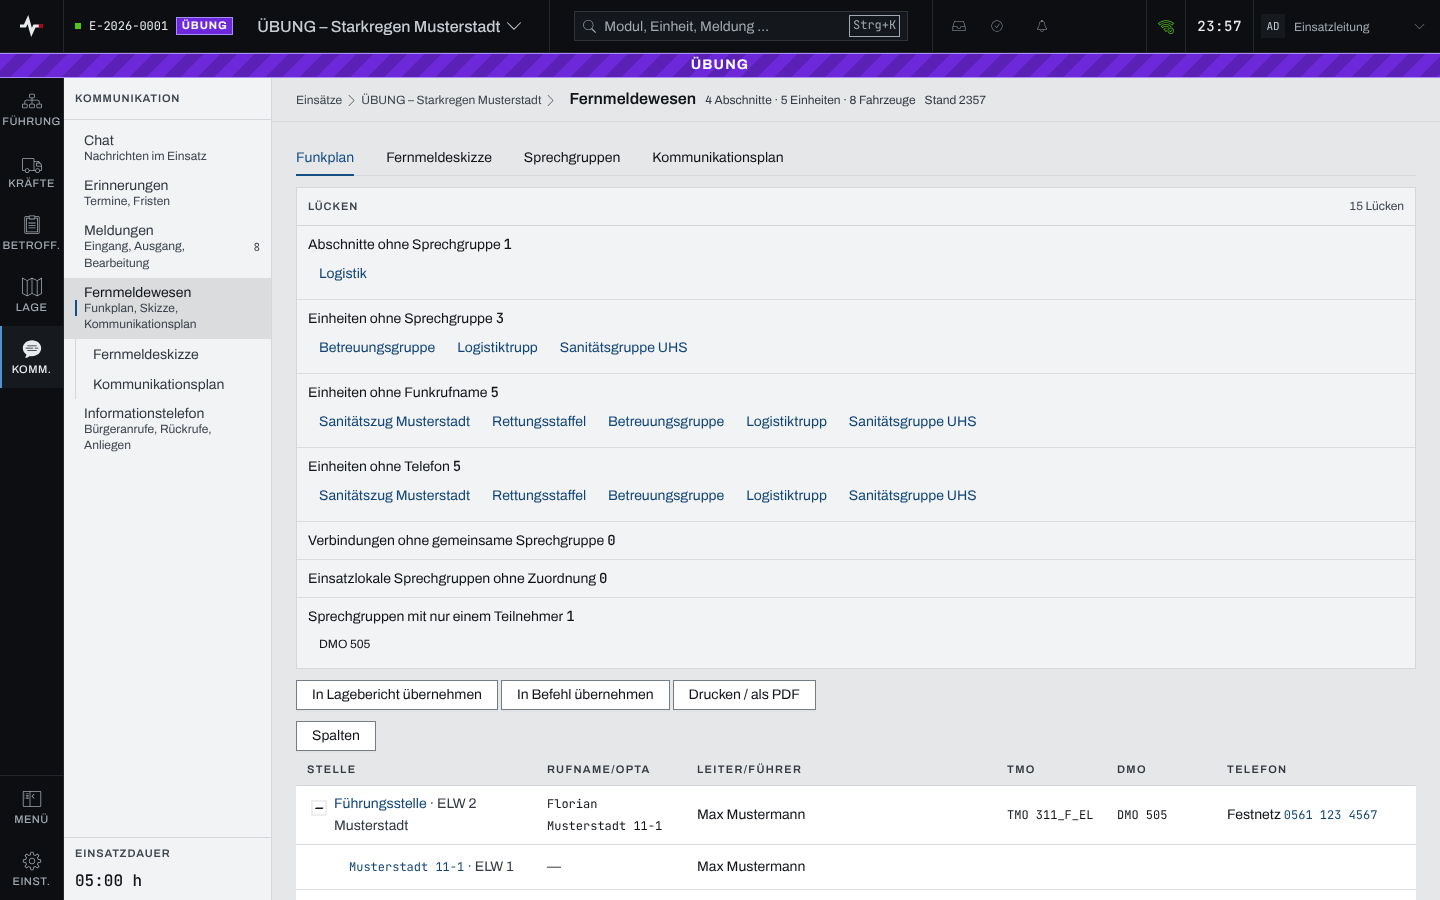 E-2026-0001 ÜBUNG ÜBUNG – Starkregen Musterstadt Modul, Einheit, Meldung ... Strg+K 23:57 AD Einsatzleitung
ÜBUNG
FÜHRUNG
KRÄFTE
BETROFF.
LAGE
KOMM.
MENÜ
EINST.
KOMMUNIKATION
Chat
Nachrichten im Einsatz
Erinnerungen
Termine, Fristen
Meldungen
Eingang, Ausgang,
Bearbeitung
8
Fernmeldewesen
Funkplan, Skizze,
Kommunikationsplan
Fernmeldeskizze
Kommunikationsplan
Informationstelefon
Bürgeranrufe, Rückrufe,
Anliegen
EINSATZDAUER
05:00 h
Einsätze ÜBUNG – Starkregen Musterstadt Fernmeldewesen 4 Abschnitte · 5 Einheiten · 8 Fahrzeuge Stand 2357
Funkplan Fernmeldeskizze Sprechgruppen Kommunikationsplan
LÜCKEN 15 Lücken
Abschnitte ohne Sprechgruppe 1
Logistik
Einheiten ohne Sprechgruppe 3
Betreuungsgruppe Logistiktrupp Sanitätsgruppe UHS
Einheiten ohne Funkrufname 5
Sanitätszug Musterstadt Rettungsstaffel Betreuungsgruppe Logistiktrupp Sanitätsgruppe UHS
Einheiten ohne Telefon 5
Sanitätszug Musterstadt Rettungsstaffel Betreuungsgruppe Logistiktrupp Sanitätsgruppe UHS
Verbindungen ohne gemeinsame Sprechgruppe 0
Einsatzlokale Sprechgruppen ohne Zuordnung 0
Sprechgruppen mit nur einem Teilnehmer 1
DMO 505
In Lagebericht übernehmen In Befehl übernehmen Drucken / als PDF
Spalten
STELLE RUFNAME/OPTA LEITER/FÜHRER TMO DMO TELEFON
Führungsstelle · ELW 2
Musterstadt
Florian
Musterstadt 11-1
Max Mustermann TMO 311_F_EL DMO 505 Festnetz 0561 123 4567
Musterstadt 11-1 · ELW 1 — Max Mustermann